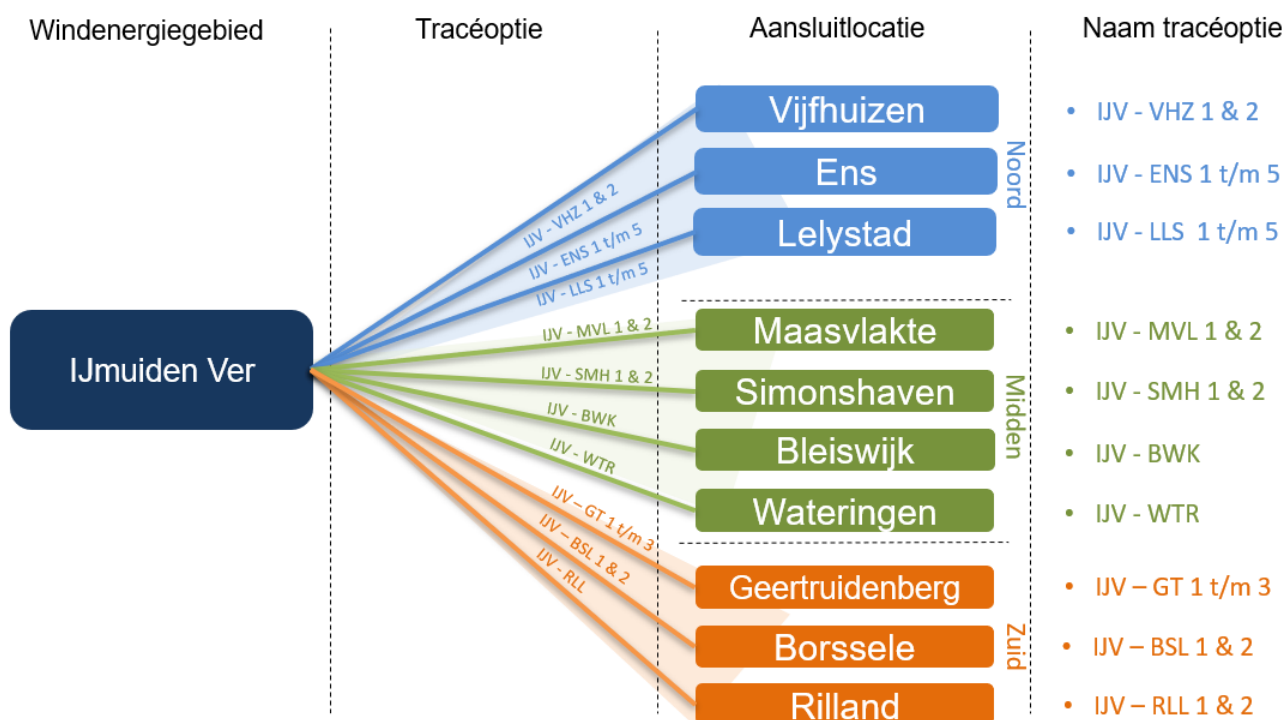 Windenergiegebied
Tracéoptie
Aansluitlocatie
Naam tracéoptie
IJmuiden Ver
IJV - VHZ 1 & 2
IJV - ENS 1 t/m 5
IJV - LLS 1 t/m 5
IJV - MVL 1 & 2
IJV - SMH 1 & 2
IJV - BWK
IJV - WTR
IJV – GT 1 t/m 3
IJV – BSL 1 & 2
IJV - RLL
Vijfhuizen
Ens
Lelystad
Noord
Maasvlakte
Simonshaven
Bleiswijk
Wateringen
Midden
Geertruidenberg
Borssele
Rilland
Zuid
• IJV - VHZ 1 & 2
• IJV - ENS 1 t/m 5
• IJV - LLS 1 t/m 5
• IJV - MVL 1 & 2
• IJV - SMH 1 & 2
• IJV - BWK
• IJV - WTR
• IJV – GT 1 t/m 3
• IJV – BSL 1 & 2
• IJV – RLL 1 & 2